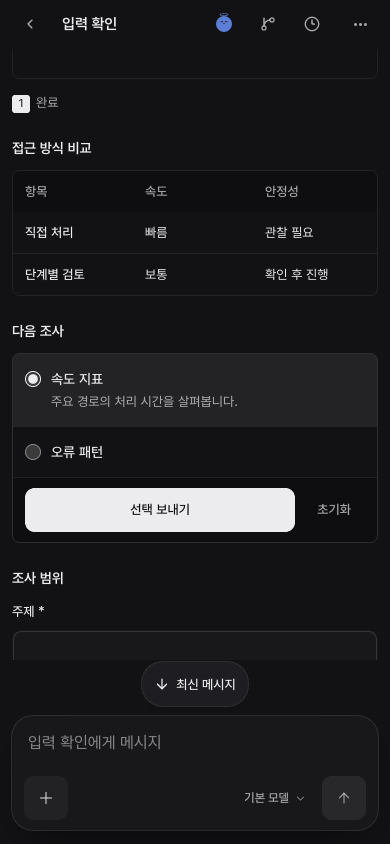 입력 확인
1 완료
접근 방식 비교
항목 속도 안정성
직접 처리 빠름 관찰 필요
단계별 검토 보통 확인 후 진행
다음 조사
속도 지표
주요 경로의 처리 시간을 살펴봅니다.
오류 패턴
선택 보내기 초기화
조사 범위
주제 *
최신 메시지
입력 확인에게 메시지
기본 모델